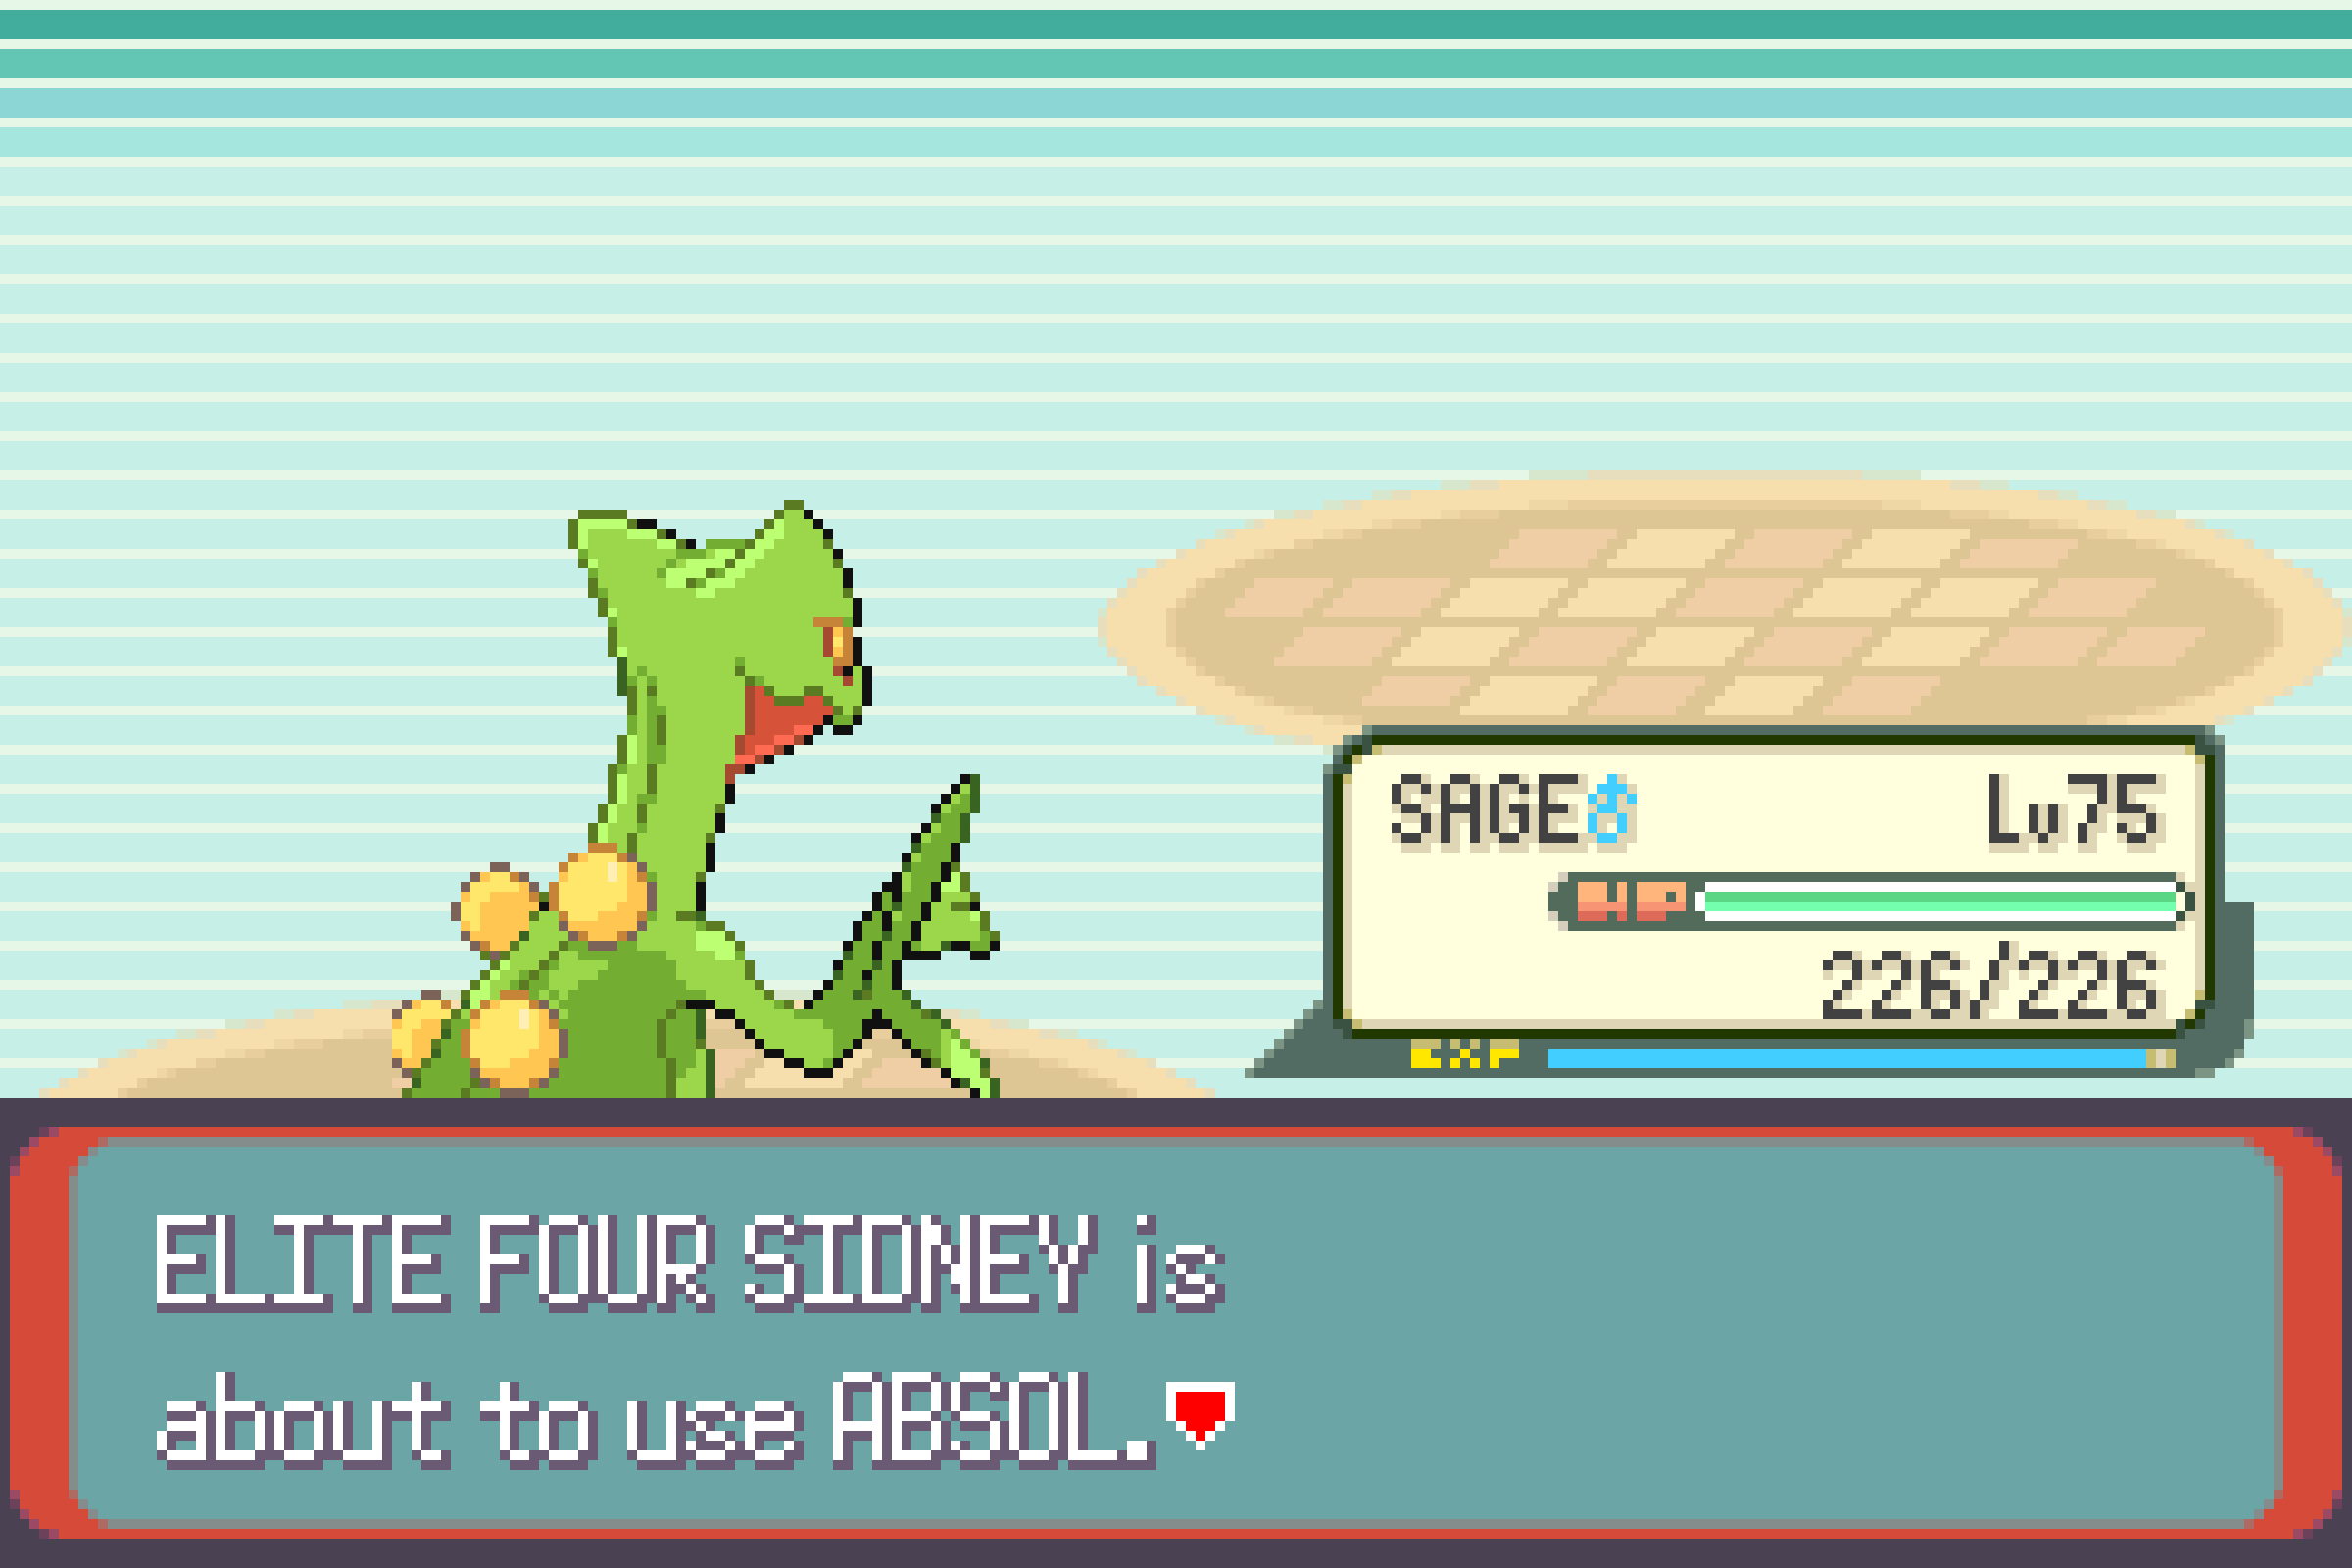 SAGE♂ Lv75
HP
226/226
EXP
ELITE FOUR SIDNEY is
about to use ABSOL.